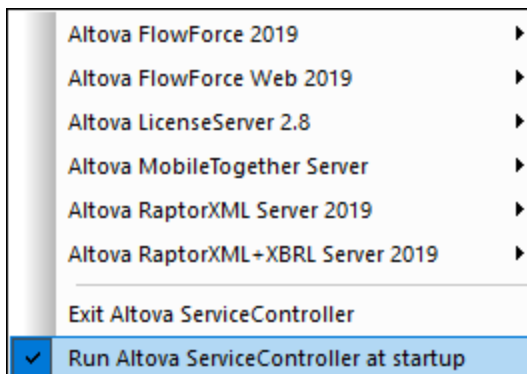 Altova FlowForce 2019
Altova FlowForce Web 2019
Altova LicenseServer 2.8
Altova MobileTogether Server
Altova RaptorXML Server 2019
Altova RaptorXML+XBRL Server 2019
Exit Altova ServiceController
Run Altova ServiceController at startup